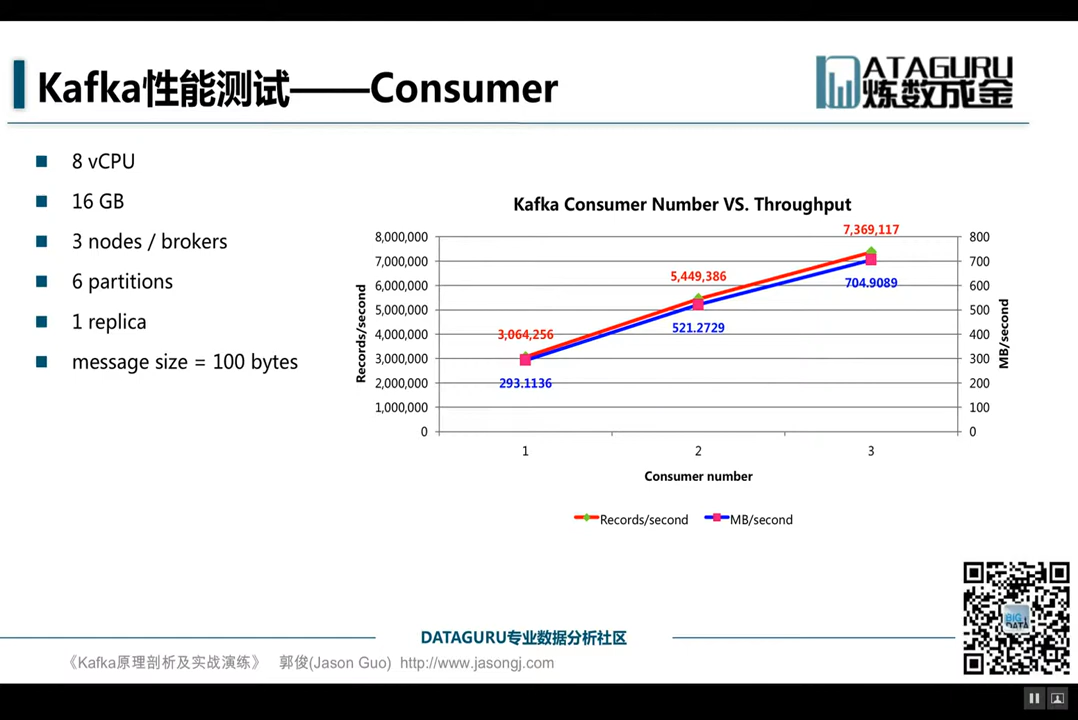 Kafka性能测试——Consumer
DATAGURU
炼数成金
8 vCPU
16 GB
3 nodes / brokers
6 partitions
1 replica
message size = 100 bytes
Kafka Consumer Number VS. Throughput
Records/second
8,000,000
7,000,000
6,000,000
5,000,000
4,000,000
3,000,000
2,000,000
1,000,000
0
3,064,256
5,449,386
7,369,117
293.1136
521.2729
704.9089
800
700
600
500
400
300
200
100
0
MB/second
1 2 3
Consumer number
Records/second MB/second
BIG
DATA
DATAGURU专业数据分析社区
《Kafka原理剖析及实战演练》 郭俊(Jason Guo) http://www.jasongj.com